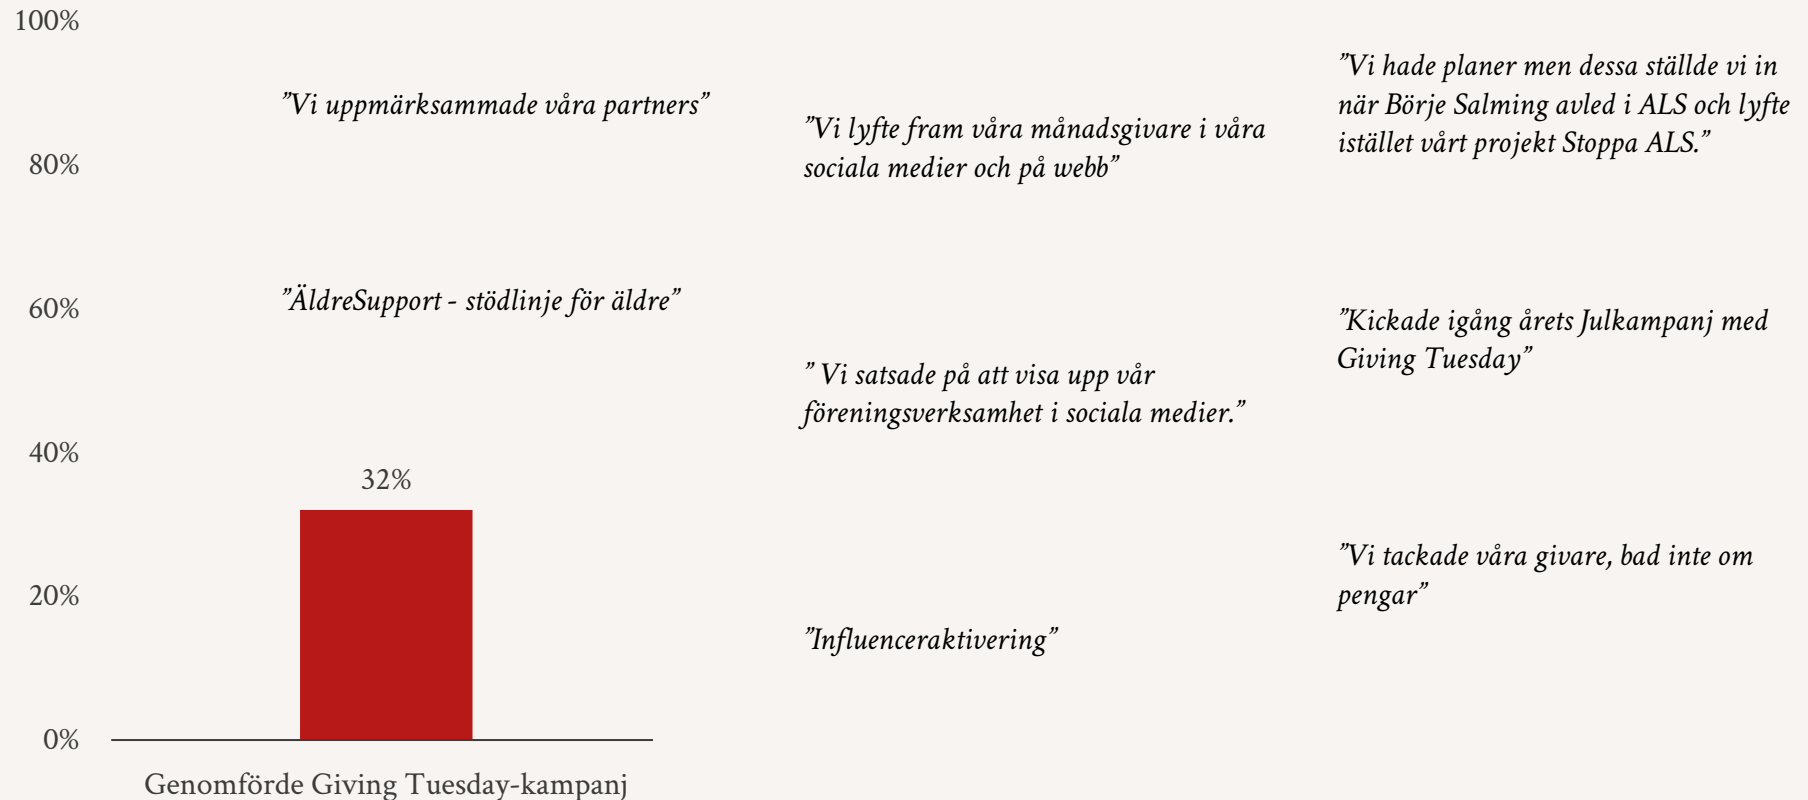 100%
80%
60%
40%
20%
0%
32%
Genomförde Giving Tuesday-kampanj
”Vi uppmärksammade våra partners”
”ÄldreSupport - stödlinje för äldre”
”Vi lyfte fram våra månadsgivare i våra
sociala medier och på webb”
” Vi satsade på att visa upp vår
föreningsverksamhet i sociala medier.”
”Influenceraktivering”
”Vi hade planer men dessa ställde vi in
när Börje Salming avled i ALS och lyfte
istället vårt projekt Stoppa ALS.”
”Kickade igång årets Julkampanj med
Giving Tuesday”
”Vi tackade våra givare, bad inte om
pengar”